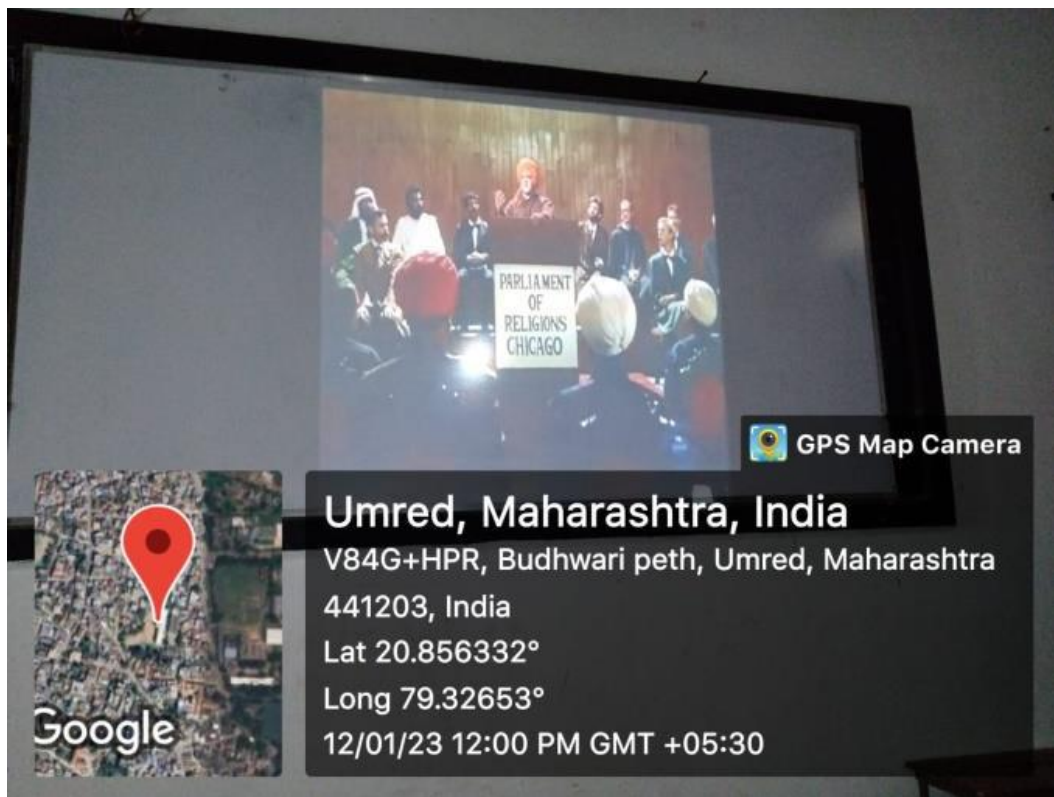 PARLIAMENT
OF
RELIGIONS
CHICAGO
GPS Map Camera
Umred, Maharashtra, India
V84G+HPR, Budhwari peth, Umred, Maharashtra
441203, India
Lat 20.856332°
Long 79.32653°
12/01/23 12:00 PM GMT +05:30
Google